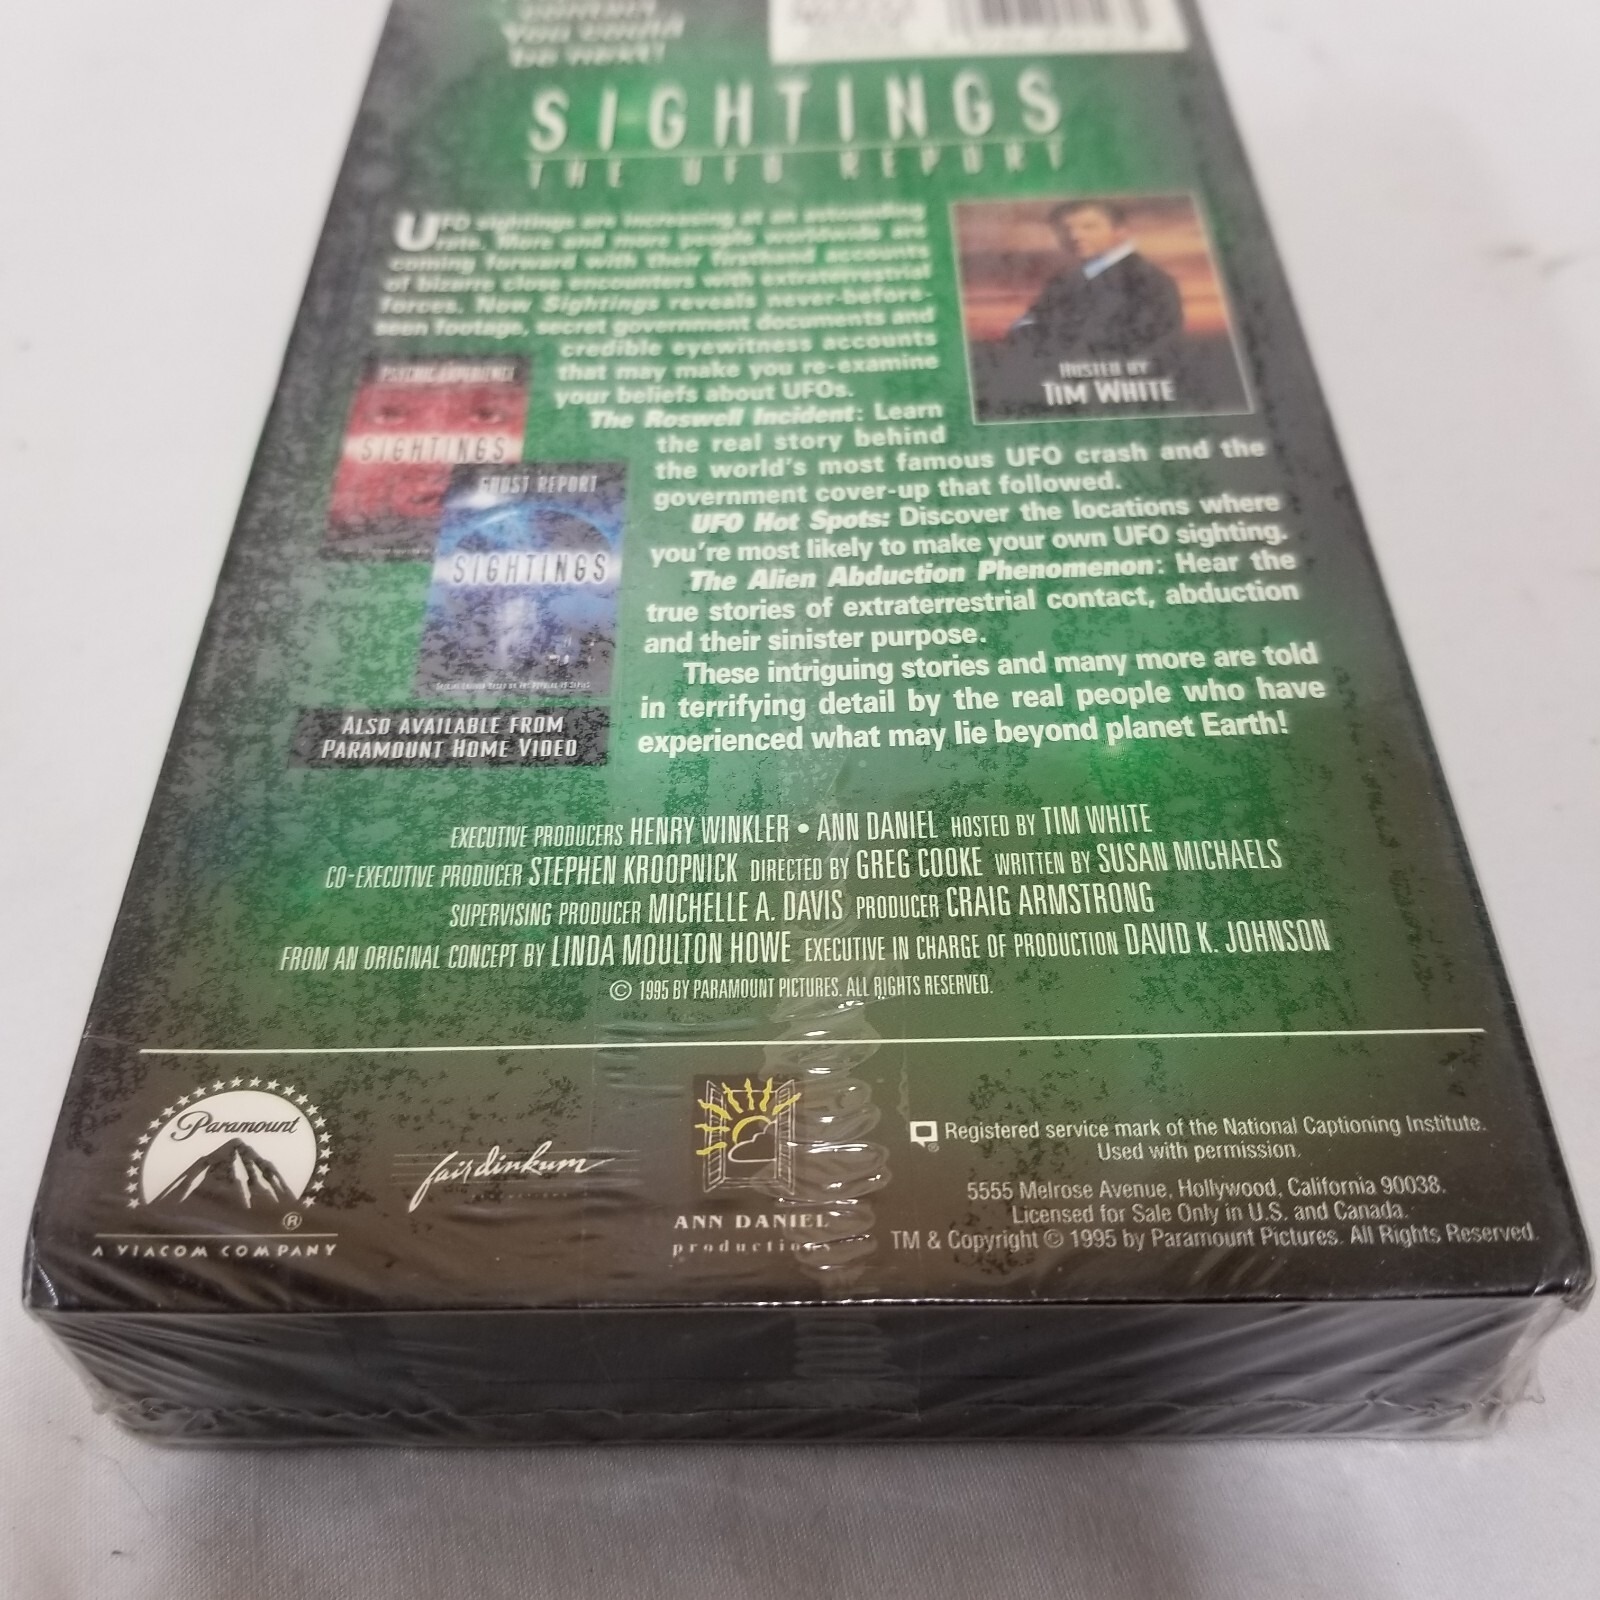 You could
be next!
SIGHTINGS
THE UFO REPORT
UFO sightings are increasing at an astounding
rate. More and more people worldwide are
coming forward with their firsthand accounts
of bizarre close encounters with extraterrestrial
forces. Now Sightings reveals never-before-
seen footage, secret government documents and
credible eyewitness accounts
that may make you re-examine
your beliefs about UFOs.
The Roswell Incident: Learn
the real story behind
the world's most famous UFO crash and the
government cover-up that followed.
UFO Hot Spots: Discover the locations where
you're most likely to make your own UFO sighting.
The Alien Abduction Phenomenon: Hear the
true stories of extraterrestrial contact, abduction
and their sinister purpose.
These intriguing stories and many more are told
in terrifying detail by the real people who have
experienced what may lie beyond planet Earth!
HOSTED BY
TIM WHITE
PSYCHIC EXPERIENCE
SIGHTINGS
GHOST REPORT
SIGHTINGS
ALSO AVAILABLE FROM
PARAMOUNT HOME VIDEO
EXECUTIVE PRODUCERS HENRY WINKLER • ANN DANIEL HOSTED BY TIM WHITE
CO-EXECUTIVE PRODUCER STEPHEN KROOPNICK DIRECTED BY GREG COOKE WRITTEN BY SUSAN MICHAELS
SUPERVISING PRODUCER MICHELLE A. DAVIS PRODUCER CRAIG ARMSTRONG
FROM AN ORIGINAL CONCEPT BY LINDA MOULTON HOWE EXECUTIVE IN CHARGE OF PRODUCTION DAVID K. JOHNSON
© 1995 BY PARAMOUNT PICTURES. ALL RIGHTS RESERVED.
Paramount
®
A VIACOM COMPANY
fair dinkum
ANN DANIEL
productions
® Registered service mark of the National Captioning Institute.
Used with permission.
5555 Melrose Avenue, Hollywood, California 90038.
Licensed for Sale Only in U.S. and Canada.
TM & Copyright © 1995 by Paramount Pictures. All Rights Reserved.